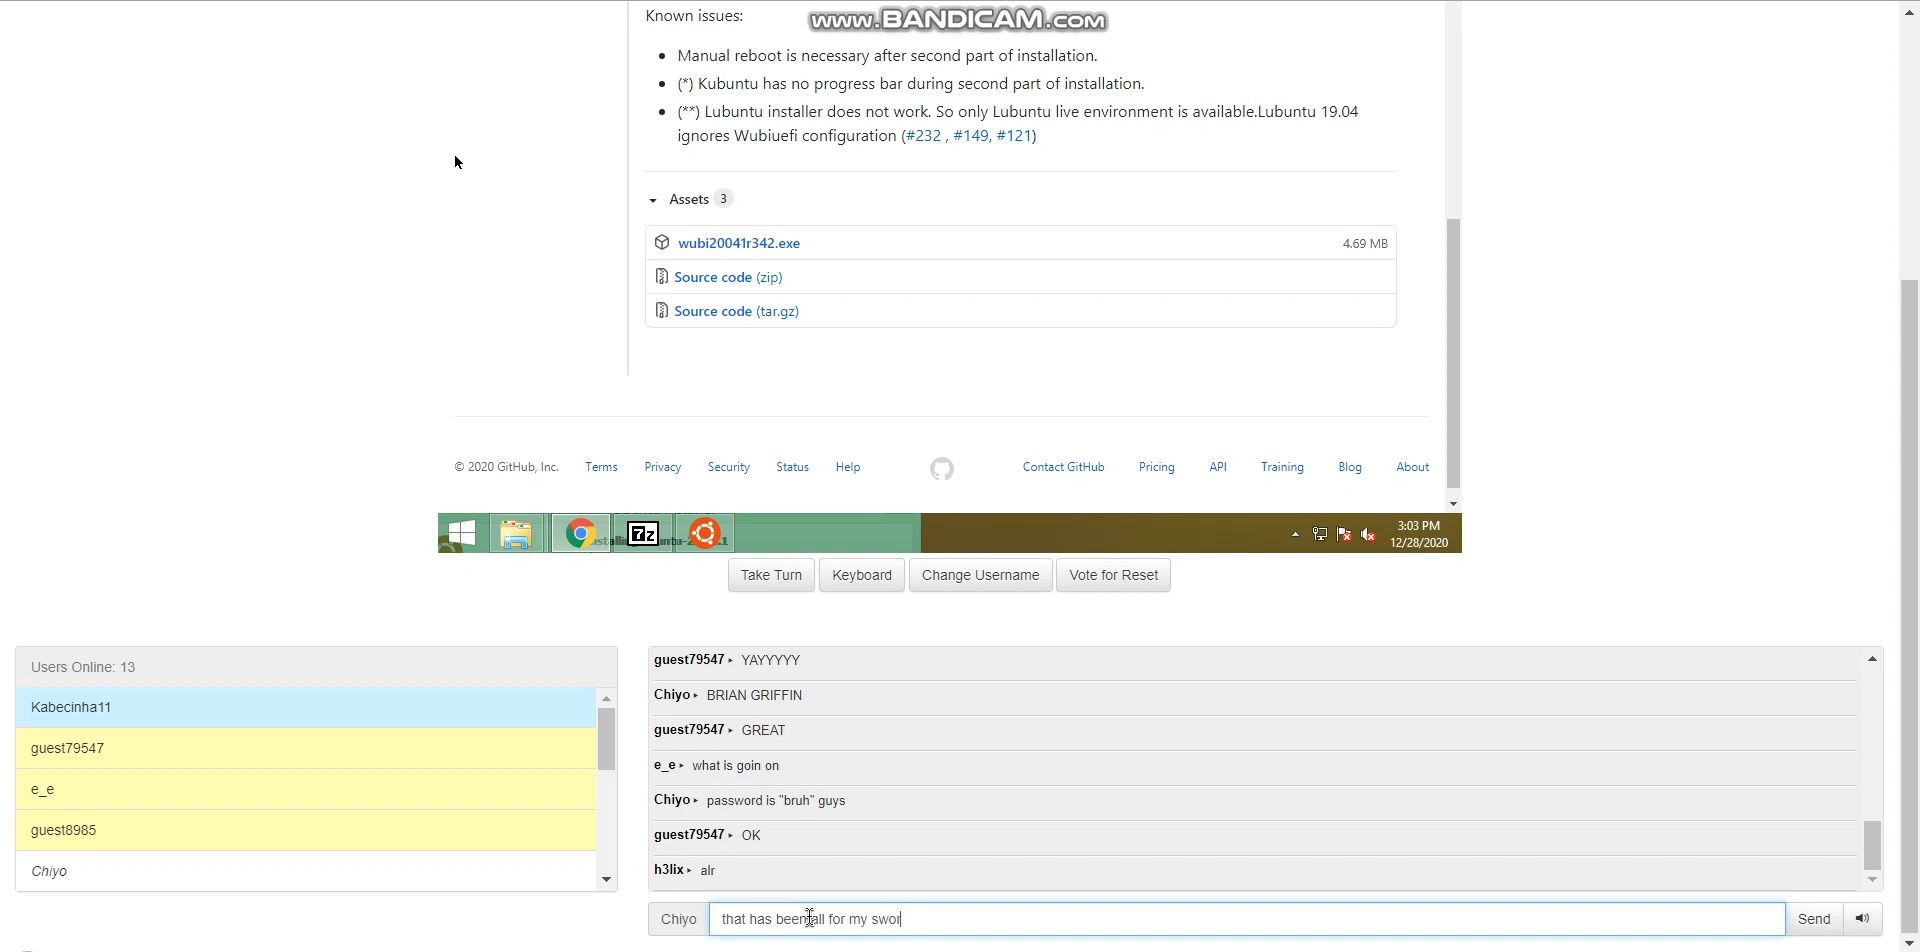 Known issues:
www.BANDICAM.com
Manual reboot is necessary after second part of installation.
(*) Kubuntu has no progress bar during second part of installation.
(**) Lubuntu installer does not work. So only Lubuntu live environment is available.Lubuntu 19.04
ignores Wubiuefi configuration (#232 , #149, #121)
Assets 3
wubi20041r342.exe 4.69 MB
Source code (zip)
Source code (tar.gz)
© 2020 GitHub, Inc. Terms Privacy Security Status Help Contact GitHub Pricing API Training Blog About
7z
3:03 PM
12/28/2020
Take Turn Keyboard Change Username Vote for Reset
Users Online: 13
Kabecinha11
guest79547
e_e
guest8985
Chiyo
guest79547▸ YAYYYYY
Chiyo▸ BRIAN GRIFFIN
guest79547▸ GREAT
e_e▸ what is goin on
Chiyo▸ password is "bruh" guys
guest79547▸ OK
h3lix▸ alr
Chiyo that has been all for my swor Send